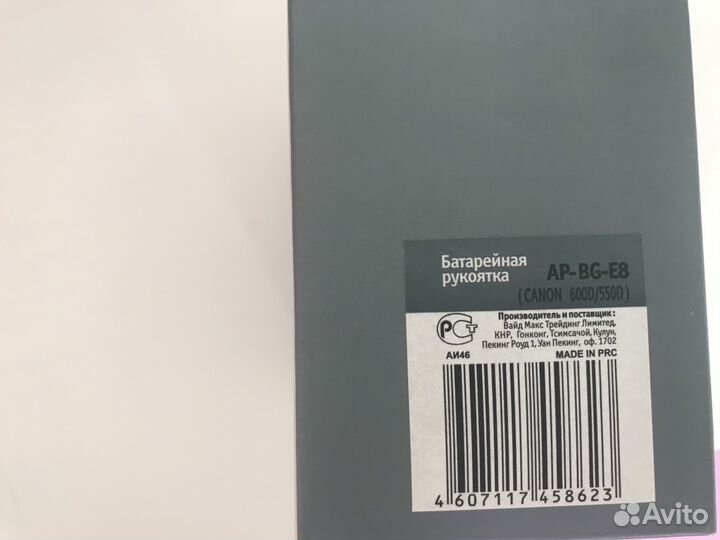 Батарейная
рукоятка
AP-BG-E8
(CANON 600D/550D)
Производитель и поставщик:
Вайд Макс Трейдинг Лимитед,
КНР, Гонконг, Тсимсачой, Кулун,
Пекинг Роуд 1, Уан Пекинг, оф. 1702
РСТ
АИ46
MADE IN PRC
4 607117 458623
Avito